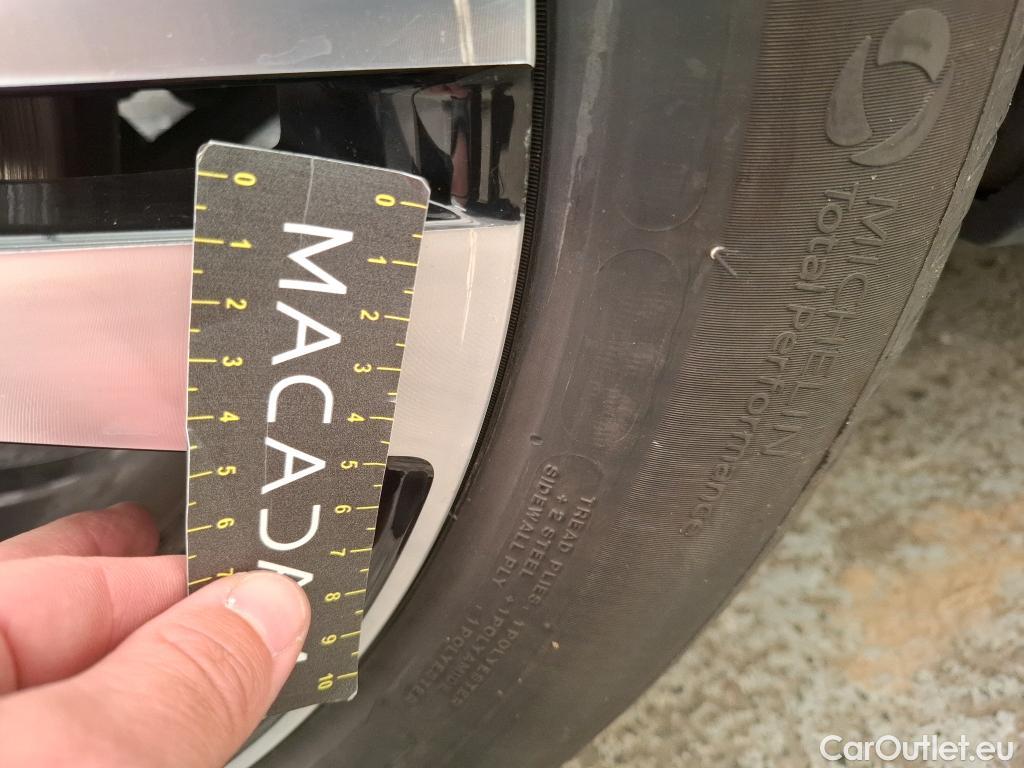 MACADAM
0 1 2 3 4 5 6 7
0 1 2 3 4 5 6 7 8 9 10
MICHELIN
Total performance
TREAD PLIES: 1 POLYESTER
+ 2 STEEL + 1 POLYAMIDE
SIDEWALL PLY : 1 POLYESTER
CarOutlet.eu